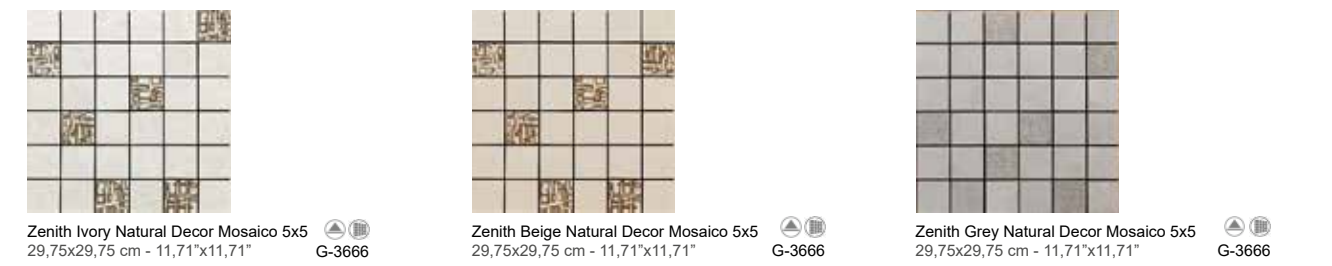 Zenith Ivory Natural Decor Mosaico 5x5
29,75x29,75 cm - 11,71”x11,71”
G-3666
Zenith Beige Natural Decor Mosaico 5x5
29,75x29,75 cm - 11,71”x11,71”
G-3666
Zenith Grey Natural Decor Mosaico 5x5
29,75x29,75 cm - 11,71”x11,71”
G-3666